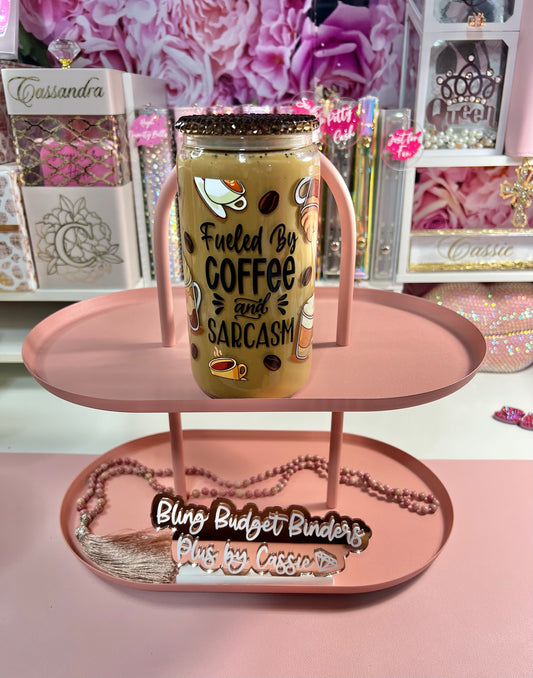 Cassandra
C
Queen
Cassie
Fueled By
COFFEE
and
SARCASM
Bling Budget Binders
Plus by Cassie